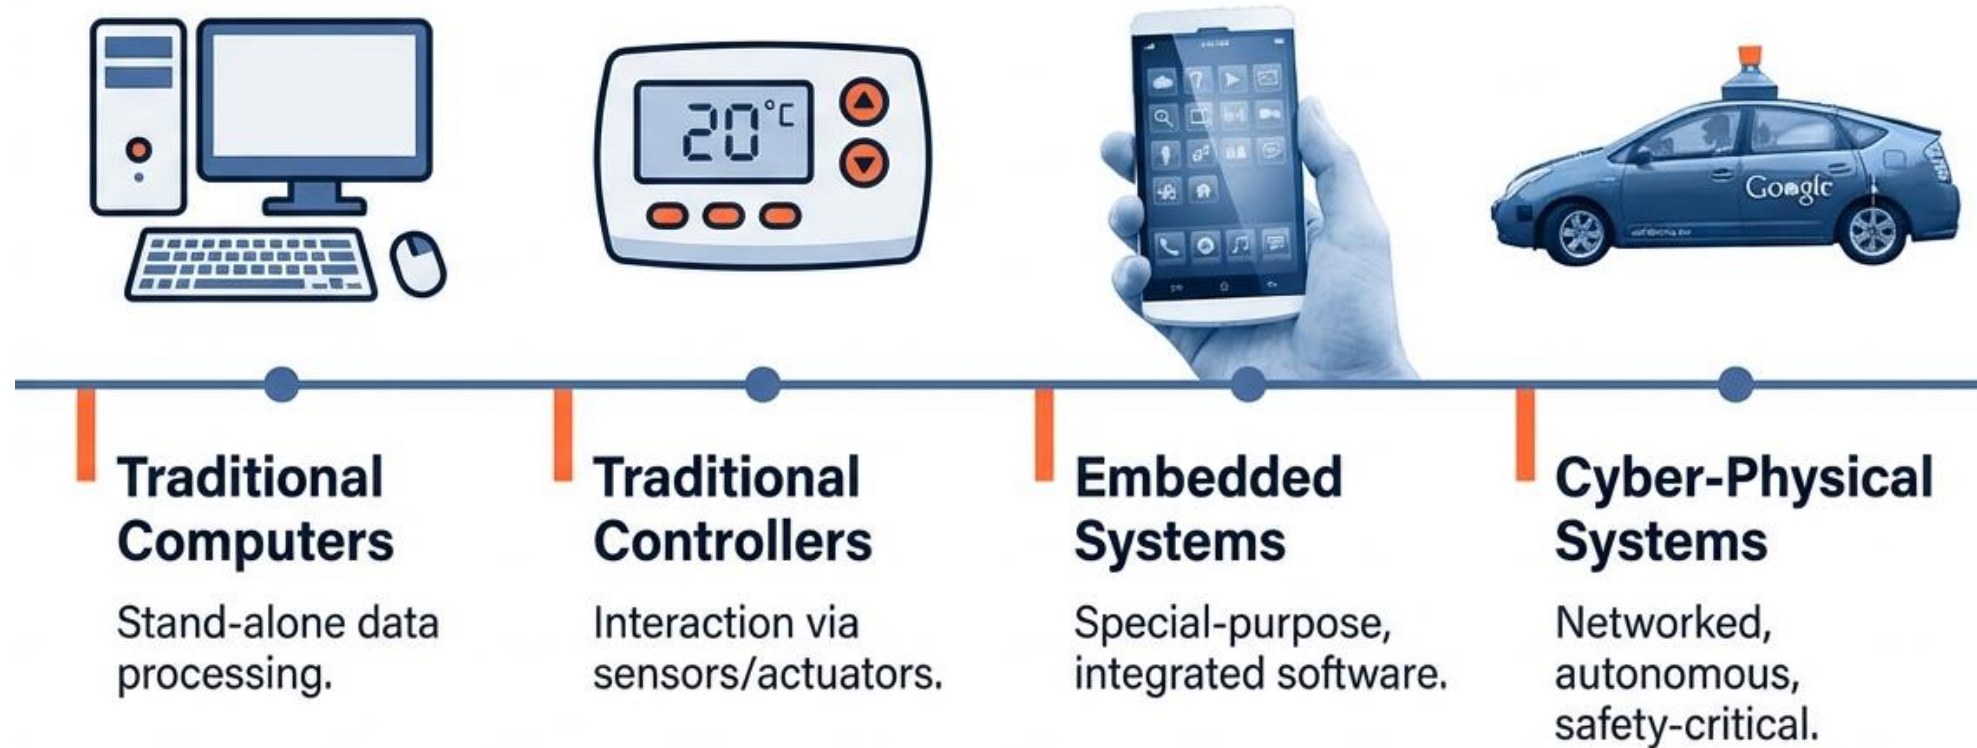 20°C
Google
Traditional
Computers
Stand-alone data
processing.
Traditional
Controllers
Interaction via
sensors/actuators.
Embedded
Systems
Special-purpose,
integrated software.
Cyber-Physical
Systems
Networked,
autonomous,
safety-critical.